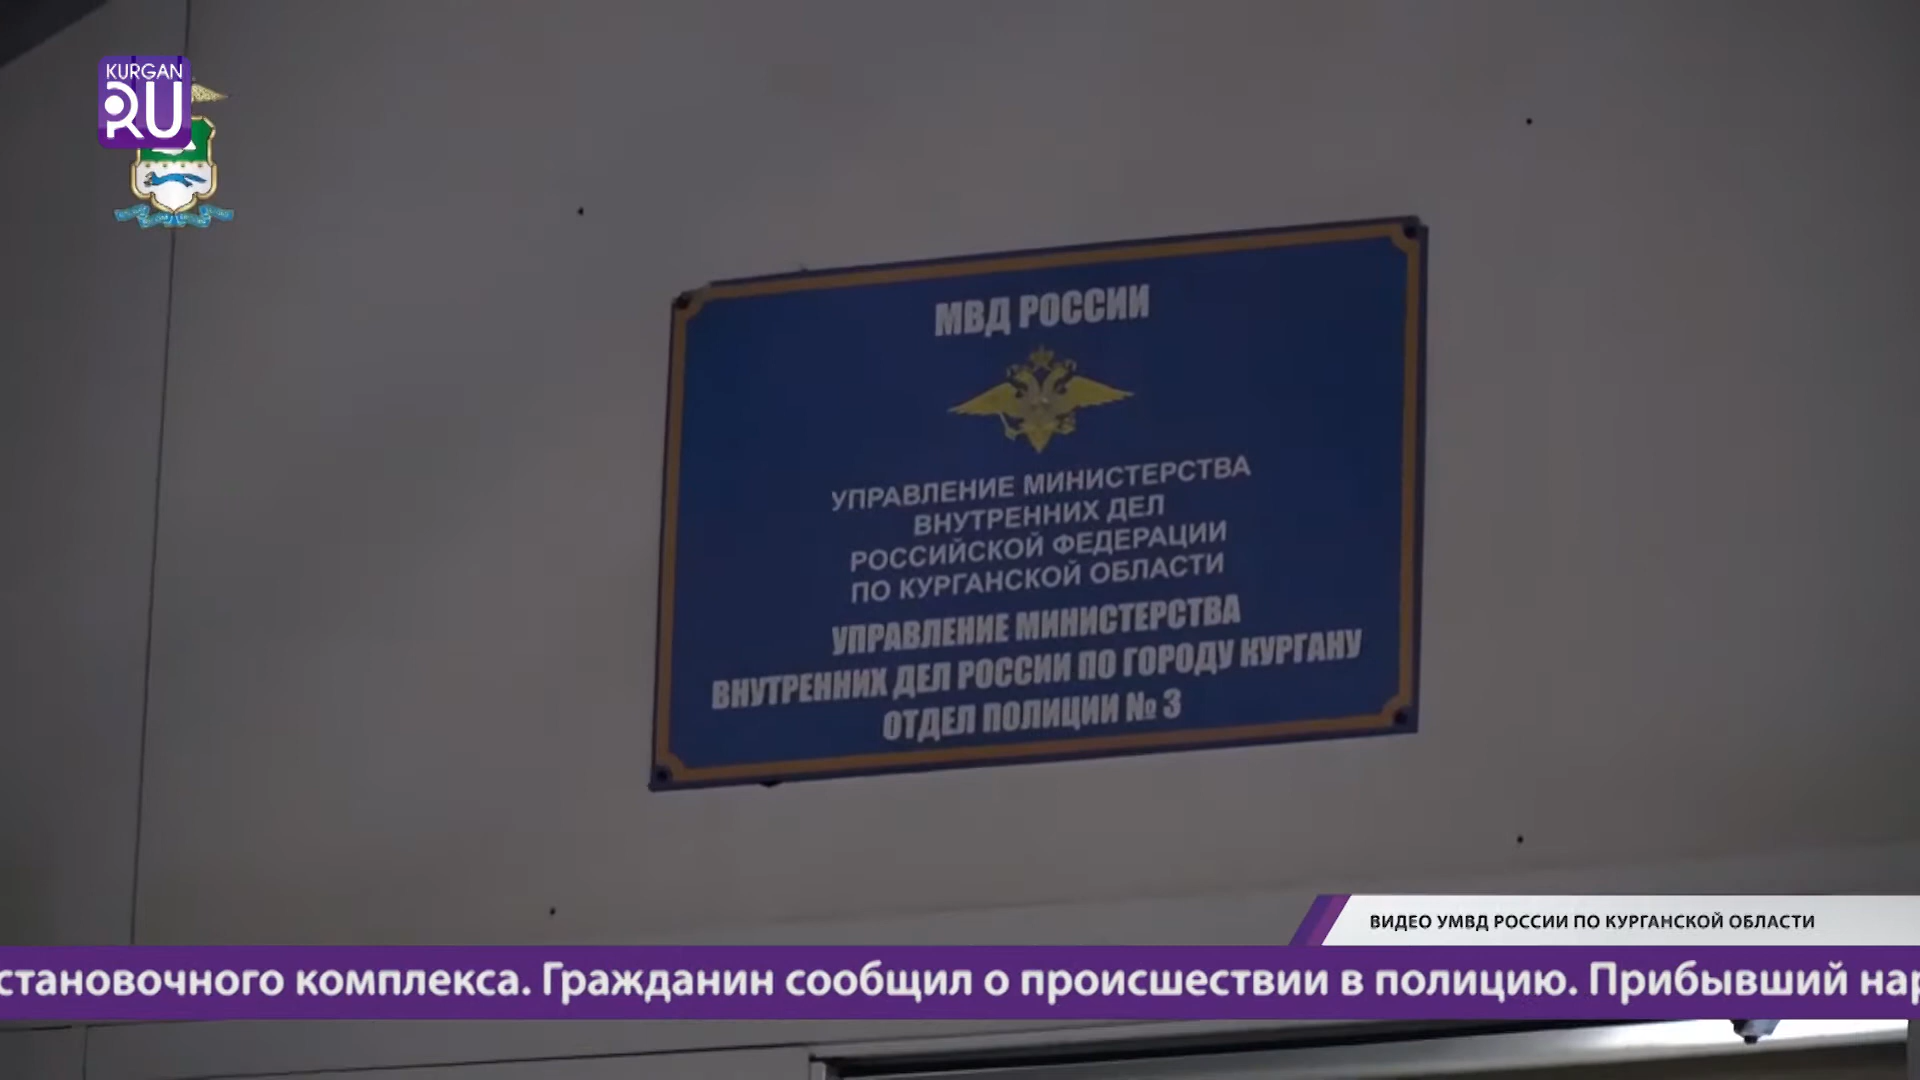 KURGAN
RU
МВД РОССИИ
УПРАВЛЕНИЕ МИНИСТЕРСТВА
ВНУТРЕННИХ ДЕЛ
РОССИЙСКОЙ ФЕДЕРАЦИИ
ПО КУРГАНСКОЙ ОБЛАСТИ
УПРАВЛЕНИЕ МИНИСТЕРСТВА
ВНУТРЕННИХ ДЕЛ РОССИИ ПО ГОРОДУ КУРГАНУ
ОТДЕЛ ПОЛИЦИИ № 3
ВИДЕО УМВД РОССИИ ПО КУРГАНСКОЙ ОБЛАСТИ
становочного комплекса. Гражданин сообщил о происшествии в полицию. Прибывший нар